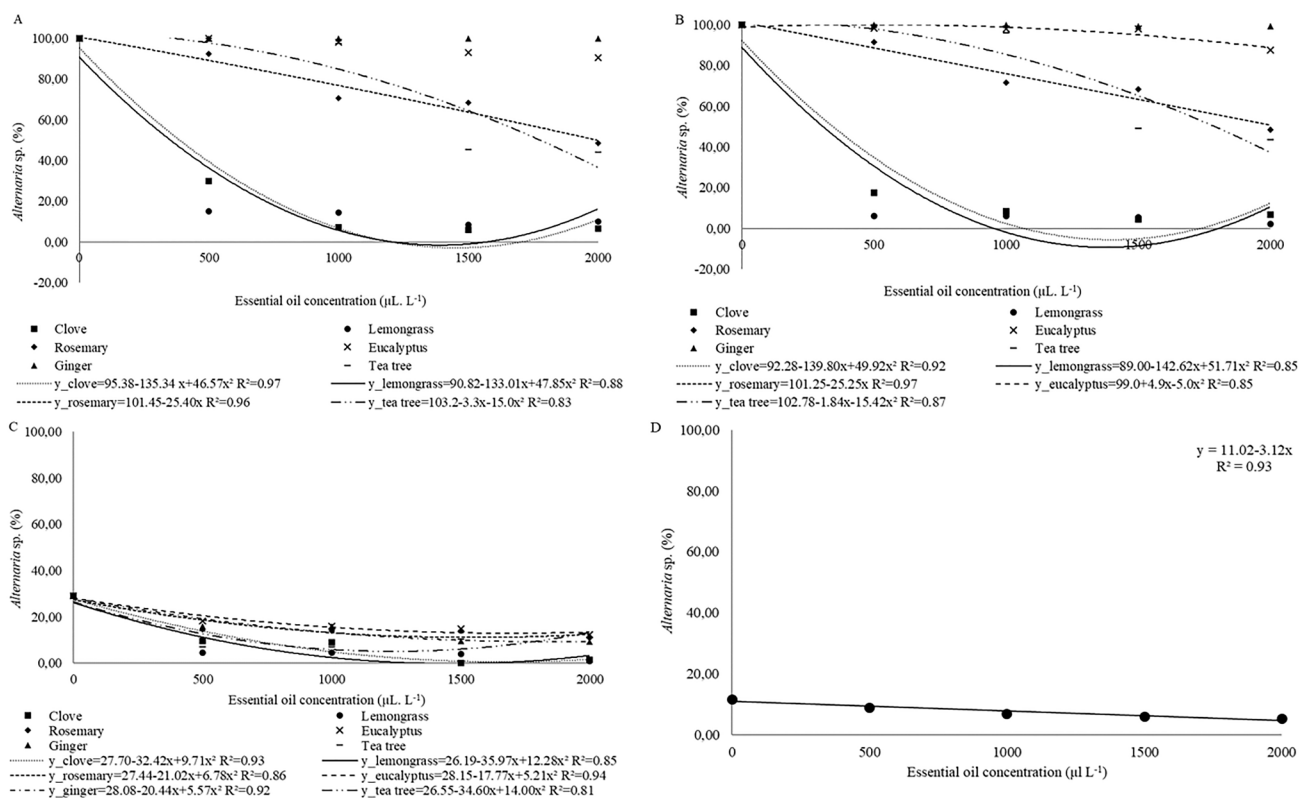 A
100,00
80,00
60,00
40,00
20,00
0,00
-20,00
Alternaria sp. (%)
0
500
1000
1500
2000
Essential oil concentration (µL. L⁻¹)
Clove
Lemongrass
Rosemary
Eucalyptus
Ginger
Tea tree
y_clove=95.38-135.34 x+46.57x² R²=0.97
y_lemongrass=90.82-133.01x+47.85x² R²=0.88
y_rosemary=101.45-25.40x R²=0.96
y_tea tree=103.2-3.3x-15.0x² R²=0.83
B
100,00
80,00
60,00
40,00
20,00
0,00
-20,00
Alternaria sp. (%)
0
500
1000
1500
2000
Essential oil concentration (µL. L⁻¹)
Clove
Lemongrass
Rosemary
Eucalyptus
Ginger
Tea tree
y_clove=92.28-139.80x+49.92x² R²=0.92
y_lemongrass=89.00-142.62x+51.71x² R²=0.85
y_rosemary=101.25-25.25x R²=0.97
y_eucalyptus=99.0+4.9x-5.0x² R²=0.85
y_tea tree=102.78-1.84x-15.42x² R²=0.87
C
100,00
80,00
60,00
40,00
20,00
0,00
Alternaria sp. (%)
0
500
1000
1500
2000
Essential oil concentration (µL. L⁻¹)
Clove
Lemongrass
Rosemary
Eucalyptus
Ginger
Tea tree
y_clove=27.70-32.42x+9.71x² R²=0.93
y_lemongrass=26.19-35.97x+12.28x² R²=0.85
y_rosemary=27.44-21.02x+6.78x² R²=0.86
y_eucalyptus=28.15-17.77x+5.21x² R²=0.94
y_ginger=28.08-20.44x+5.57x² R²=0.92
y_tea tree=26.55-34.60x+14.00x² R²=0.81
D
100,00
80,00
60,00
40,00
20,00
0,00
Alternaria sp. (%)
y = 11.02-3.12x
R² = 0.93
0
500
1000
1500
2000
Essential oil concentration (µl L⁻¹)